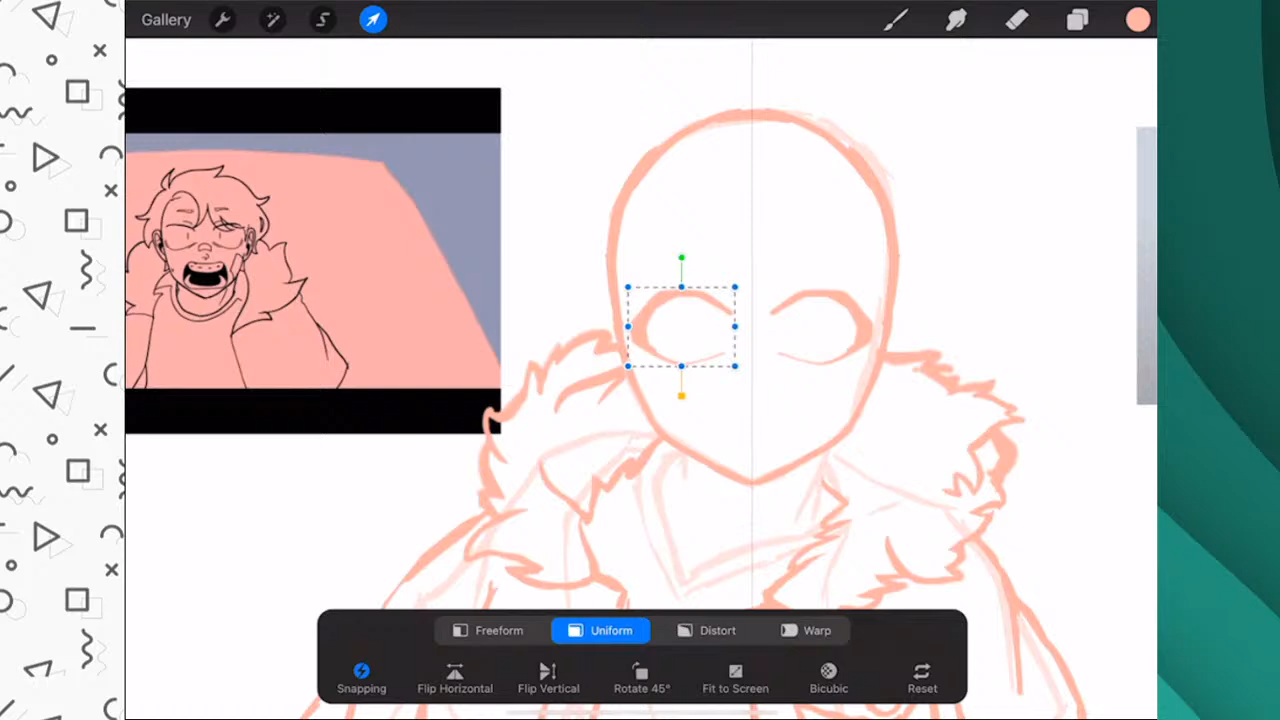 Gallery
Freeform Uniform Distort Warp
Snapping Flip Horizontal Flip Vertical Rotate 45° Fit to Screen Bicubic Reset